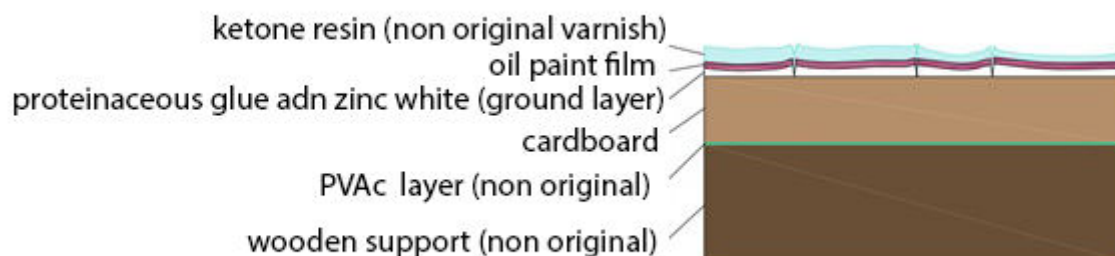 ketone resin (non original varnish)
oil paint film
proteinaceous glue adn zinc white (ground layer)
cardboard
PVAc layer (non original)
wooden support (non original)